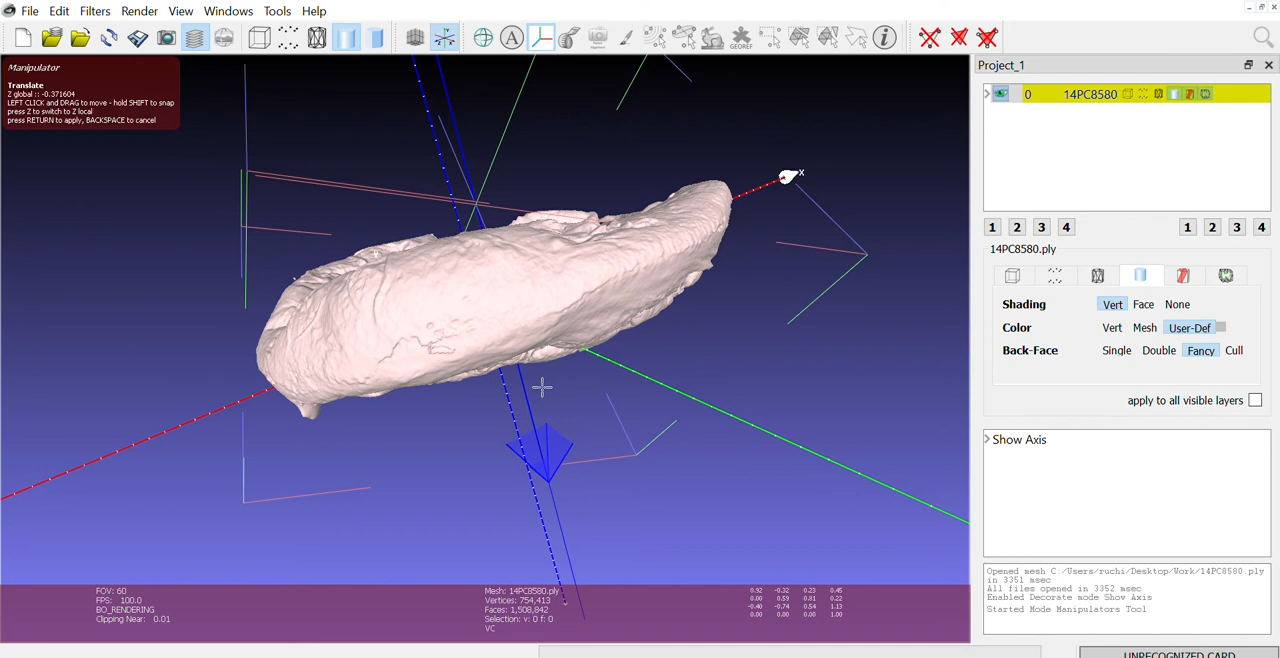 File Edit Filters Render View Windows Tools Help
A
GEOREF
i
Manipulator
Translate
Z global :: -0.371604
LEFT CLICK and DRAG to move - hold SHIFT to snap
press Z to switch to Z local
press RETURN to apply, BACKSPACE to cancel
X
FOV: 60
FPS: 100.0
BO_RENDERING
Clipping Near: 0.01
Mesh: 14PC8580.ply
Vertices: 754,413
Faces: 1,508,842
Selection: v: 0 f: 0
VC
0.92 -0.32 0.23 0.45
0.00 0.59 0.81 0.22
-0.40 -0.74 0.54 1.13
0.00 0.00 0.00 1.00
Project_1
0 14PC8580
1 2 3 4 1 2 3 4
14PC8580.ply
Shading Vert Face None
Color Vert Mesh User-Def
Back-Face Single Double Fancy Cull
apply to all visible layers
Show Axis
Opened mesh C:/Users/ruchi/Desktop/Work/14PC8580.ply
in 3351 msec
All files opened in 3352 msec
Enabled Decorate mode Show Axis
Started Mode Manipulators Tool
UNRECOGNIZED CARD